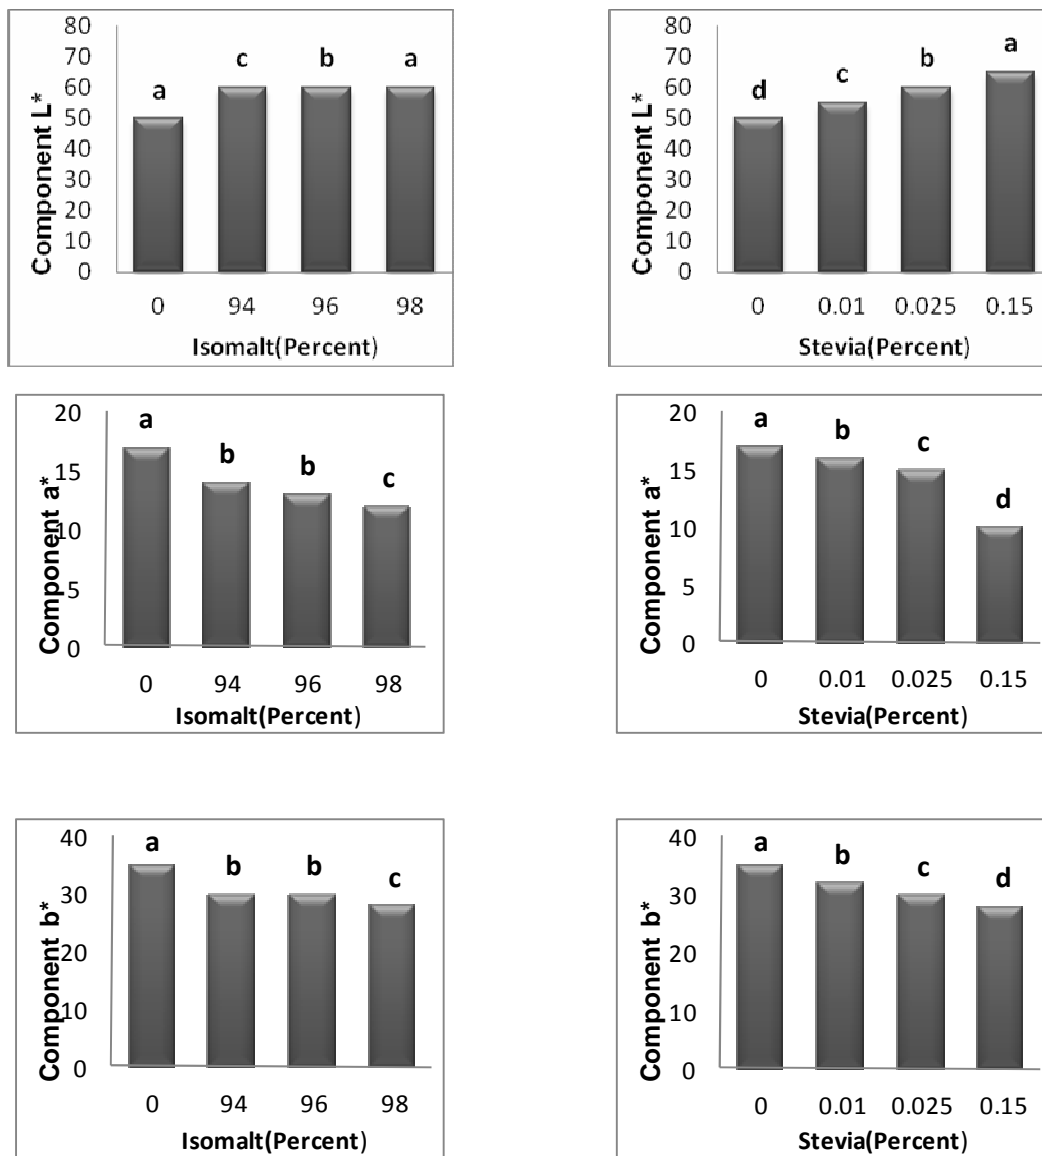 80
70
60
50
40
30
20
10
0
Component L*
a
c
b
a
0 94 96 98
Isomalt(Percent)
80
70
60
50
40
30
20
10
0
Component L*
d
c
b
a
0 0.01 0.025 0.15
Stevia(Percent)
20
15
10
5
0
Component a*
a
b
b
c
0 94 96 98
Isomalt(Percent)
20
15
10
5
0
Component a*
a
b
c
d
0 0.01 0.025 0.15
Stevia(Percent)
40
30
20
10
0
Component b*
a
b
b
c
0 94 96 98
Isomalt(Percent)
40
30
20
10
0
Component b*
a
b
c
d
0 0.01 0.025 0.15
Stevia(Percent)